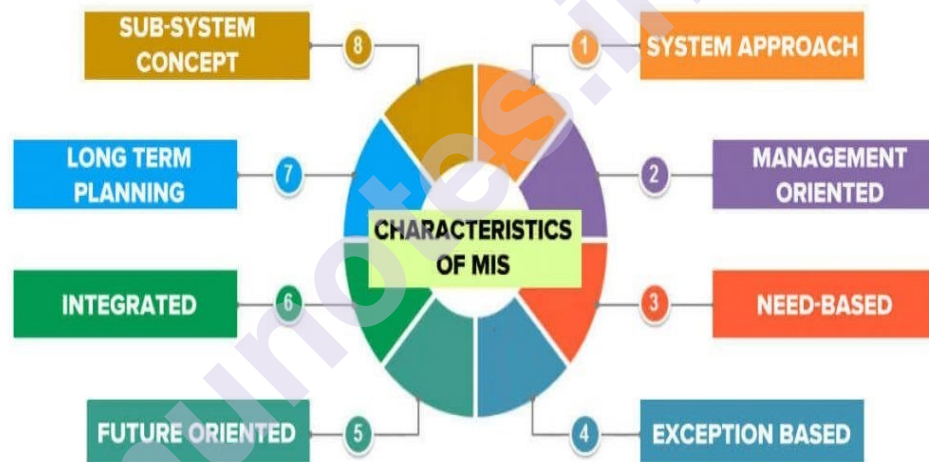 CHARACTERISTICS
OF MIS
1
SYSTEM APPROACH
2
MANAGEMENT
ORIENTED
3
NEED-BASED
4
EXCEPTION BASED
5
FUTURE ORIENTED
6
INTEGRATED
7
LONG TERM
PLANNING
8
SUB-SYSTEM
CONCEPT